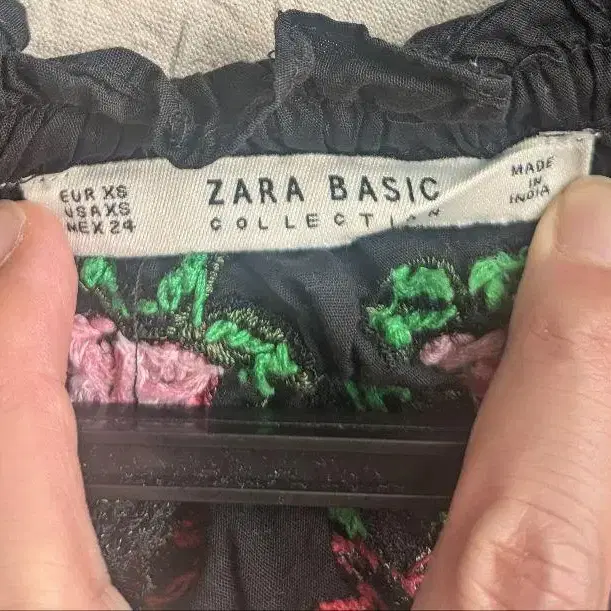 EUR XS
USA XS
MEX 24
ZARA BASIC
COLLECTION
MADE
IN
INDIA